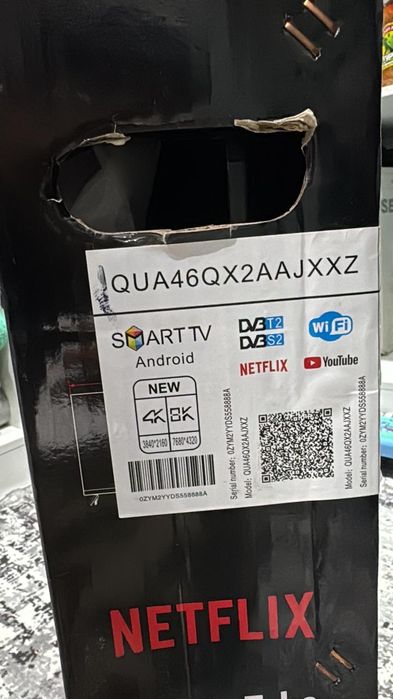 QUA46QX2AAJXXZ
SMART TV
Android
DVB T2
DVB S2
WiFi
NETFLIX
YouTube
NEW
4K 8K
3840*2160 7680*4320
0ZYM2YYDS558888A
Serial number: 0ZYM2YYDS558888A
Model: QUA46QX2AAJXXZ
Model: QUA46QX2AAJXXZ
Serial number: 0ZYM2YYDS558888A
NETFLIX